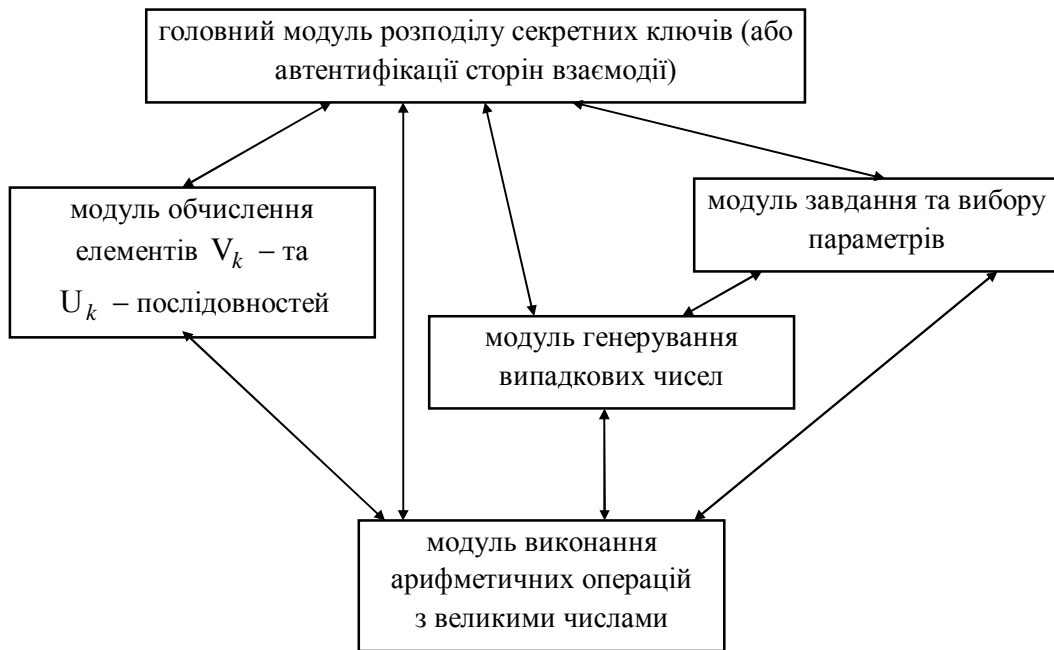 головний модуль розподілу секретних ключів (або
автентифікації сторін взаємодії)
модуль обчислення
елементів V_k – та
U_k – послідовностей
модуль завдання та вибору
параметрів
модуль генерування
випадкових чисел
модуль виконання
арифметичних операцій
з великими числами